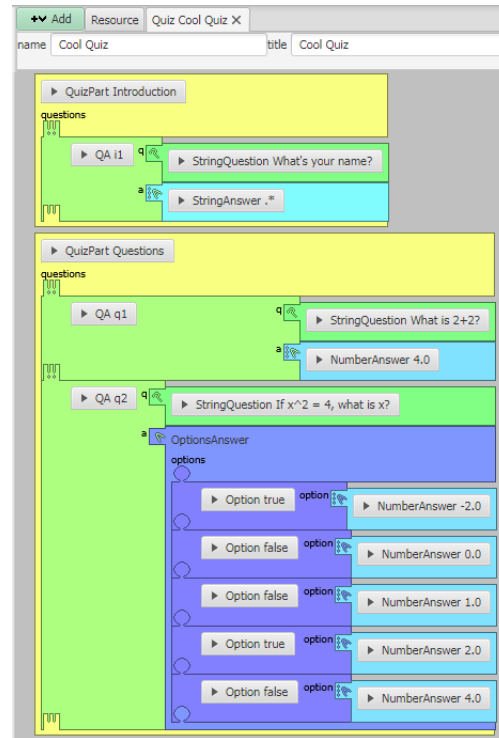 Add Resource Quiz Cool Quiz
name Cool Quiz title Cool Quiz
QuizPart Introduction
questions
QA i1 q StringQuestion What's your name?
a StringAnswer .*
QuizPart Questions
questions
QA q1 q StringQuestion What is 2+2?
a NumberAnswer 4.0
QA q2 q StringQuestion If x^2 = 4, what is x?
a OptionsAnswer
options
Option true option NumberAnswer -2.0
Option false option NumberAnswer 0.0
Option false option NumberAnswer 1.0
Option true option NumberAnswer 2.0
Option false option NumberAnswer 4.0